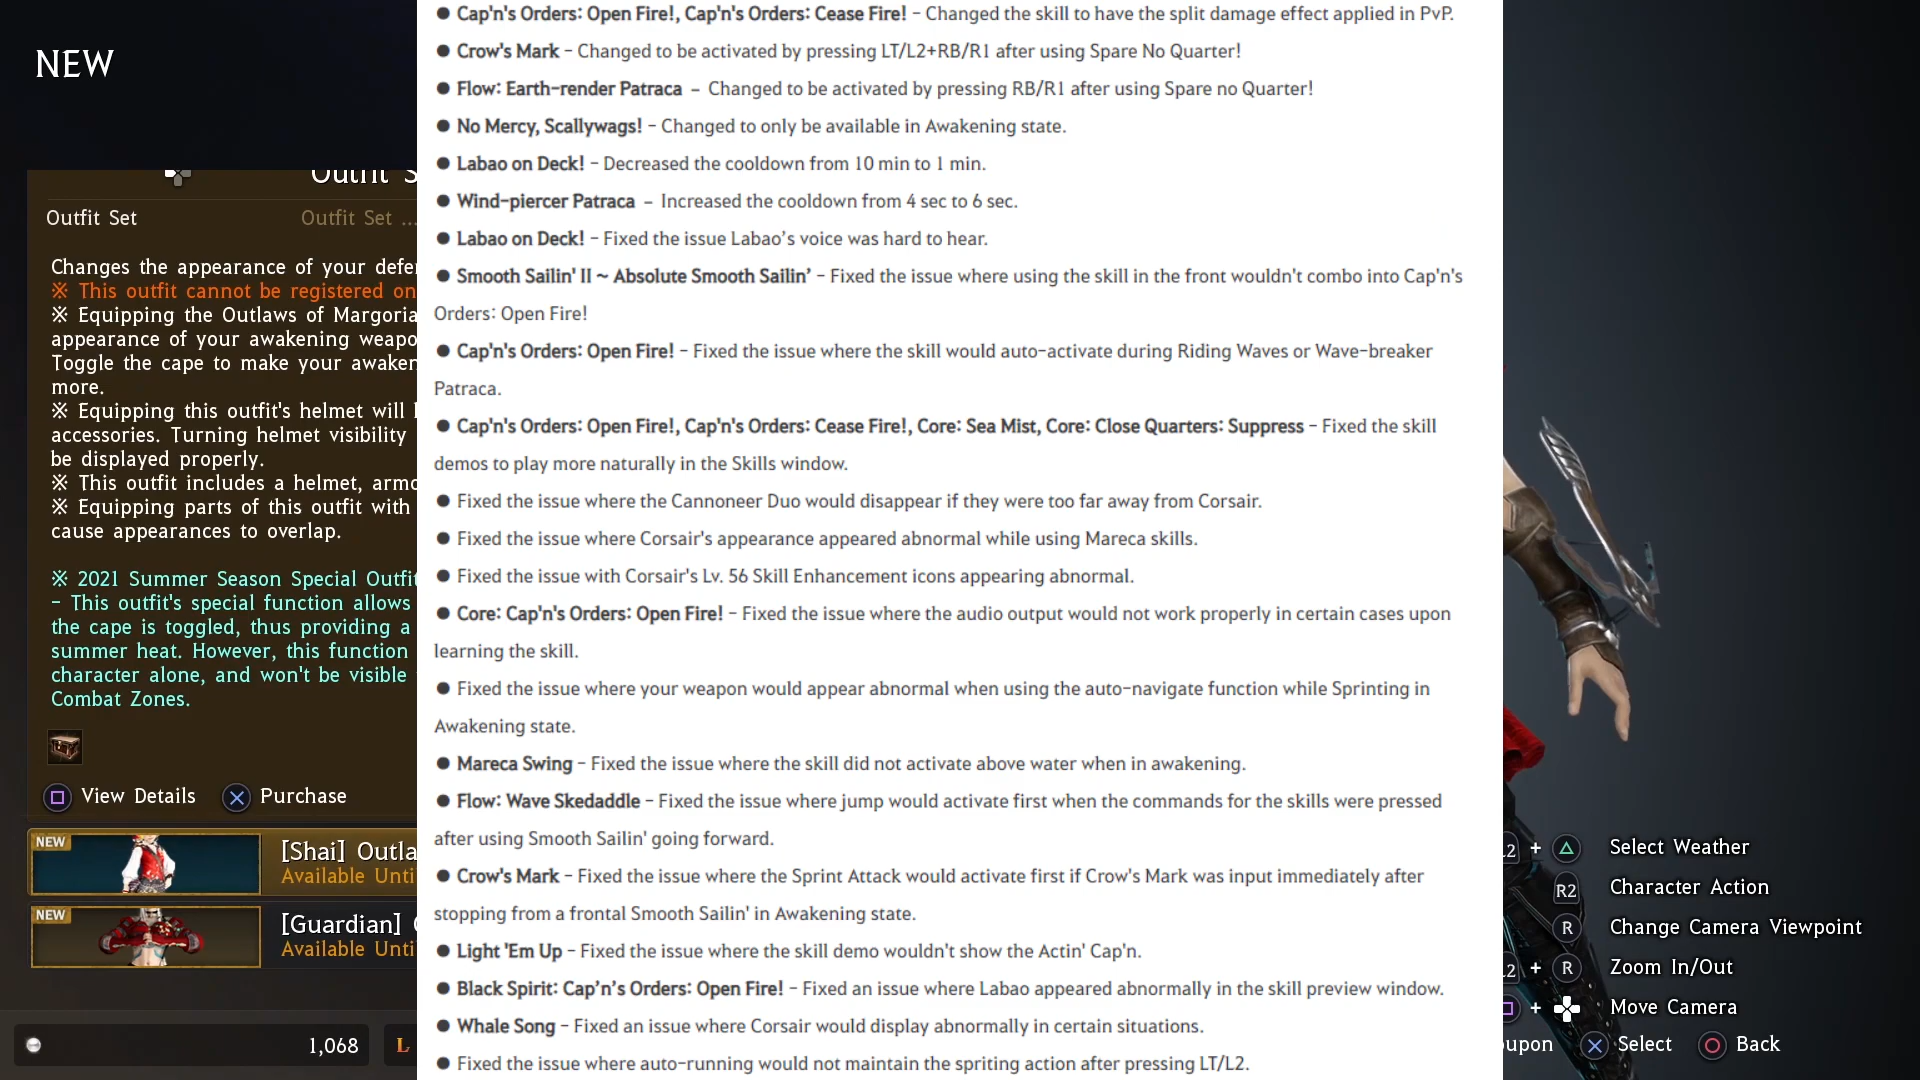 NEW
Outfit S
Outfit Set Outfit Set ...
Changes the appearance of your defe
※ This outfit cannot be registered on
※ Equipping the Outlaws of Margoria
appearance of your awakening weapo
Toggle the cape to make your awaken
more.
※ Equipping this outfit's helmet will
accessories. Turning helmet visibility
be displayed properly.
※ This outfit includes a helmet, armo
※ Equipping parts of this outfit with
cause appearances to overlap.
※ 2021 Summer Season Special Outfit
- This outfit's special function allows
the cape is toggled, thus providing a
summer heat. However, this function
character alone, and won't be visible
Combat Zones.
View Details Purchase
NEW
[Shai] Outla
Available Unti
NEW
[Guardian]
Available Unti
1,068
L
● Cap'n's Orders: Open Fire!, Cap'n's Orders: Cease Fire! - Changed the skill to have the split damage effect applied in PvP.
● Crow's Mark - Changed to be activated by pressing LT/L2+RB/R1 after using Spare No Quarter!
● Flow: Earth-render Patraca - Changed to be activated by pressing RB/R1 after using Spare no Quarter!
● No Mercy, Scallywags! - Changed to only be available in Awakening state.
● Labao on Deck! - Decreased the cooldown from 10 min to 1 min.
● Wind-piercer Patraca - Increased the cooldown from 4 sec to 6 sec.
● Labao on Deck! - Fixed the issue Labao's voice was hard to hear.
● Smooth Sailin' II ~ Absolute Smooth Sailin' - Fixed the issue where using the skill in the front wouldn't combo into Cap'n's
Orders: Open Fire!
● Cap'n's Orders: Open Fire! - Fixed the issue where the skill would auto-activate during Riding Waves or Wave-breaker
Patraca.
● Cap'n's Orders: Open Fire!, Cap'n's Orders: Cease Fire!, Core: Sea Mist, Core: Close Quarters: Suppress - Fixed the skill
demos to play more naturally in the Skills window.
● Fixed the issue where the Cannoneer Duo would disappear if they were too far away from Corsair.
● Fixed the issue where Corsair's appearance appeared abnormal while using Mareca skills.
● Fixed the issue with Corsair's Lv. 56 Skill Enhancement icons appearing abnormal.
● Core: Cap'n's Orders: Open Fire! - Fixed the issue where the audio output would not work properly in certain cases upon
learning the skill.
● Fixed the issue where your weapon would appear abnormal when using the auto-navigate function while Sprinting in
Awakening state.
● Mareca Swing - Fixed the issue where the skill did not activate above water when in awakening.
● Flow: Wave Skedaddle - Fixed the issue where jump would activate first when the commands for the skills were pressed
after using Smooth Sailin' going forward.
● Crow's Mark - Fixed the issue where the Sprint Attack would activate first if Crow's Mark was input immediately after
stopping from a frontal Smooth Sailin' in Awakening state.
● Light 'Em Up - Fixed the issue where the skill demo wouldn't show the Actin' Cap'n.
● Black Spirit: Cap'n's Orders: Open Fire! - Fixed an issue where Labao appeared abnormally in the skill preview window.
● Whale Song - Fixed an issue where Corsair would display abnormally in certain situations.
● Fixed the issue where auto-running would not maintain the spriting action after pressing LT/L2.
.2 + Select Weather
R2 Character Action
R Change Camera Viewpoint
.2 + R Zoom In/Out
+ Move Camera
upon Select Back